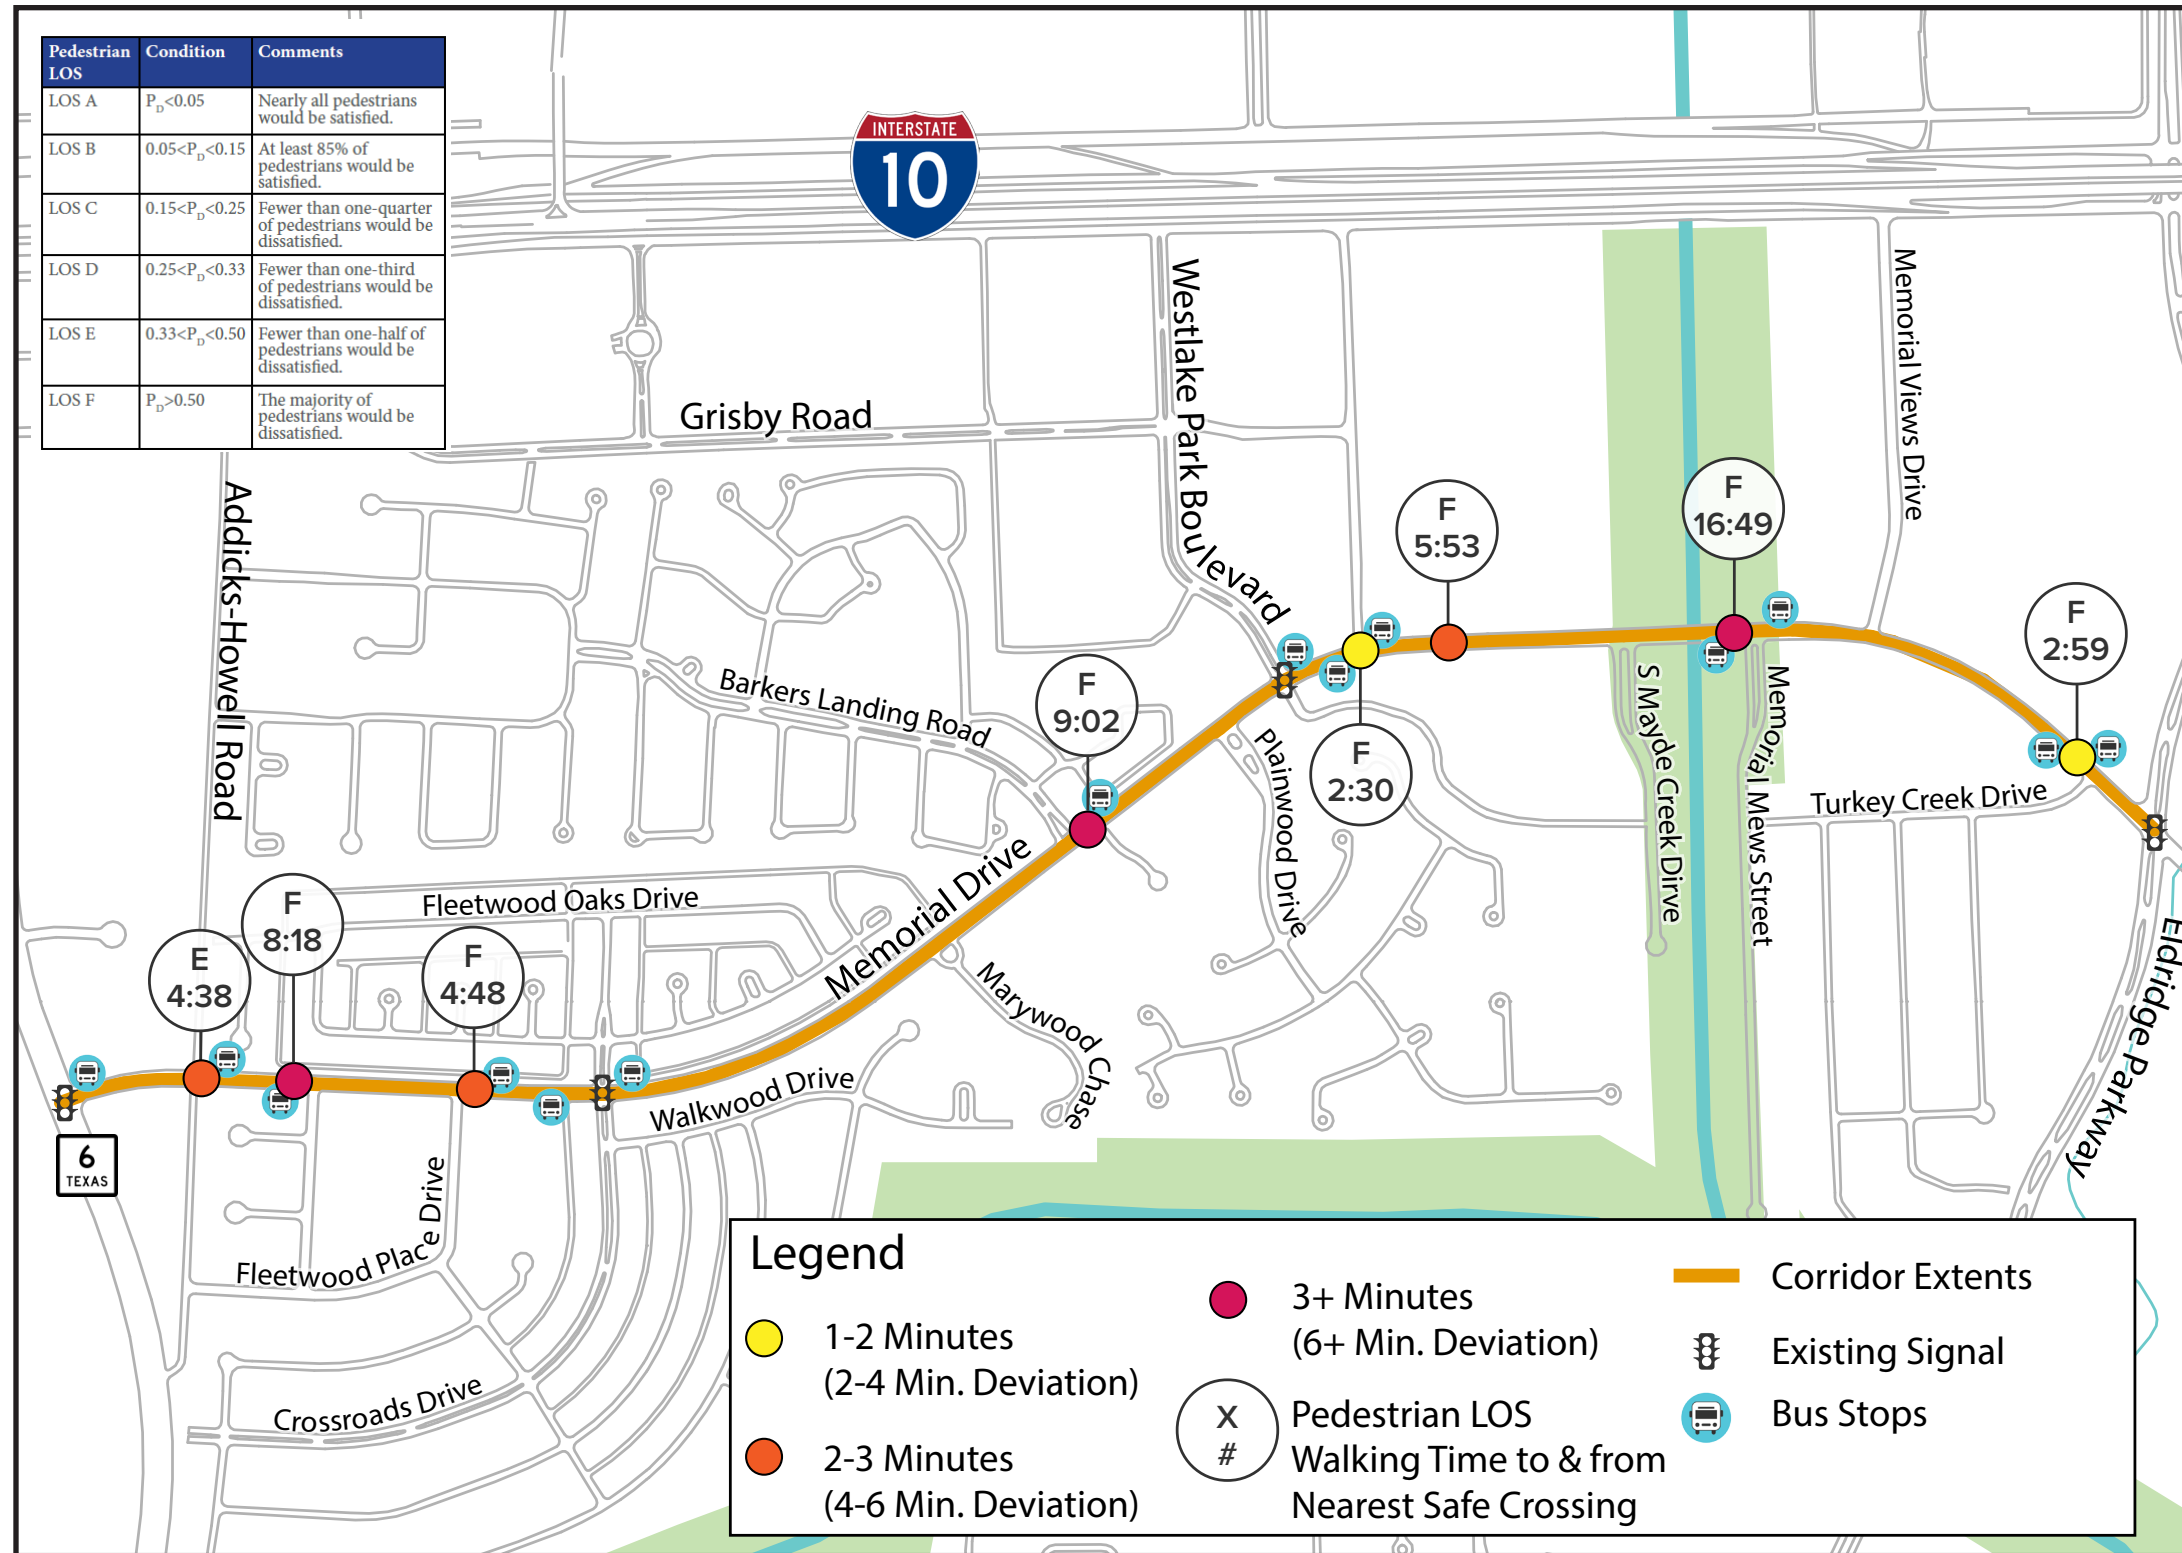 Pedestrian LOS
Condition
Comments
LOS A
PD<0.05
Nearly all pedestrians
would be satisfied.
LOS B
0.05<PD<0.15
At least 85% of
pedestrians would be
satisfied.
LOS C
0.15<PD<0.25
Fewer than one-quarter
of pedestrians would be
dissatisfied.
LOS D
0.25<PD<0.33
Fewer than one-third
of pedestrians would be
dissatisfied.
LOS E
0.33<PD<0.50
Fewer than one-half of
pedestrians would be
dissatisfied.
LOS F
PD>0.50
The majority of
pedestrians would be
dissatisfied.
INTERSTATE
10
Westlake Park Boulevard
Memorial Views Drive
Grisby Road
Addicks-Howell Road
F
5:53
F
16:49
F
2:59
Barkers Landing Road
F
9:02
F
2:30
Plainwood Drive
S Mayde Creek Dirve
Memorial Mews Street
Turkey Creek Drive
Eldridge Parkway
Fleetwood Oaks Drive
Memorial Drive
E
4:38
F
8:18
F
4:48
Marywood Chase
Walkwood Drive
6
TEXAS
Fleetwood Place Drive
Crossroads Drive
Legend
1-2 Minutes
(2-4 Min. Deviation)
2-3 Minutes
(4-6 Min. Deviation)
3+ Minutes
(6+ Min. Deviation)
X
#
Pedestrian LOS
Walking Time to & from
Nearest Safe Crossing
Corridor Extents
Existing Signal
Bus Stops